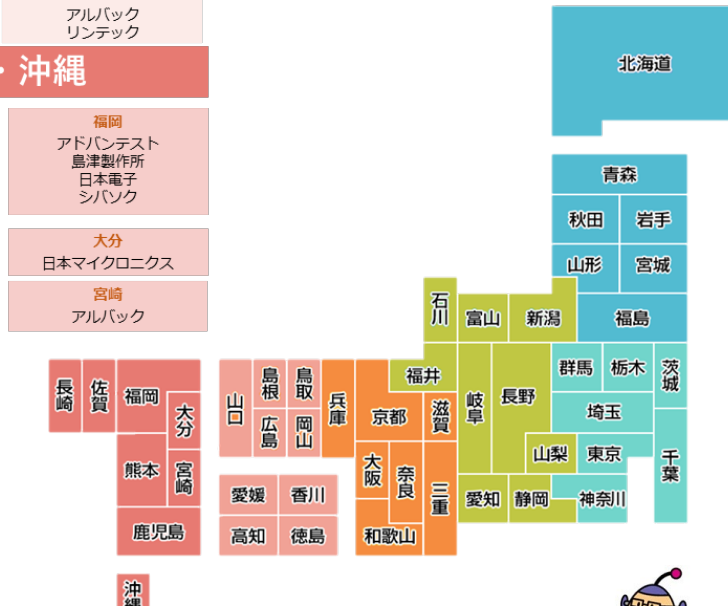 アルバック
リンテック
・沖縄
福岡
アドバンテスト
島津製作所
日本電子
シバソク
大分
日本マイクロニクス
宮崎
アルバック
北海道
青森
秋田
岩手
山形
宮城
福島
石川
富山
新潟
福井
岐阜
長野
山梨
愛知
静岡
群馬
栃木
茨城
埼玉
東京
千葉
神奈川
兵庫
京都
滋賀
大阪
奈良
三重
和歌山
山口
島根
鳥取
広島
岡山
愛媛
香川
高知
徳島
長崎
佐賀
福岡
大分
熊本
宮崎
鹿児島
沖縄